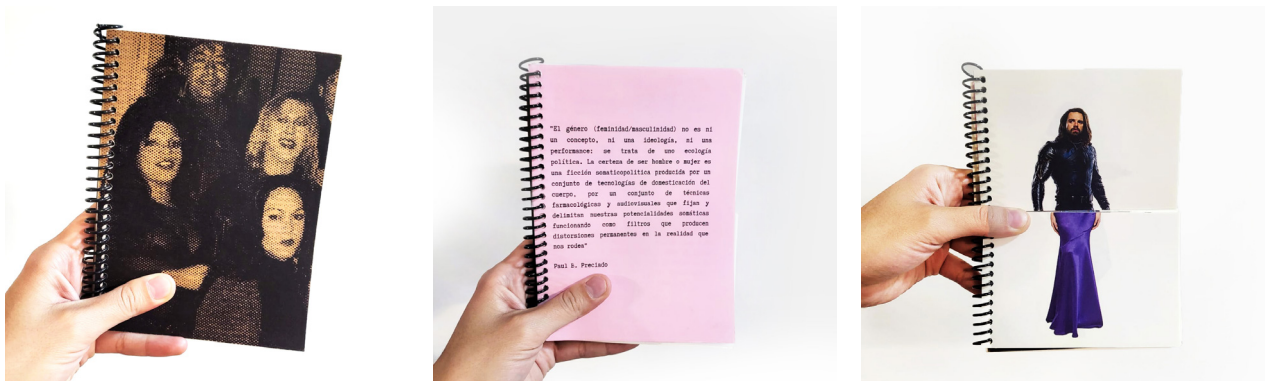 "El género (feminidad/masculinidad) no es ni
un concepto, ni una ideología, ni una
performance: se trata de una ecología
política. La certeza de ser hombre o mujer es
una ficción somaticopolítica producida por un
conjunto de tecnologías de domesticación del
cuerpo, por un conjunto de técnicas
farmacológicas y audiovisuales que fijan y
delimitan nuestras potencialidades somáticas
funcionando como filtros que producen
distorsiones permanentes en la realidad que
nos rodea"
Paul B. Preciado